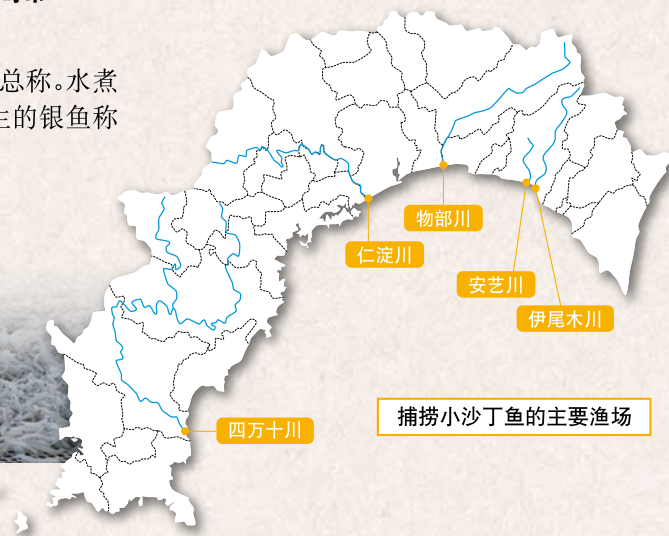 总称。水煮
生的银鱼称
物部川
仁淀川
安艺川
伊尾木川
捕捞小沙丁鱼的主要渔场
四万十川